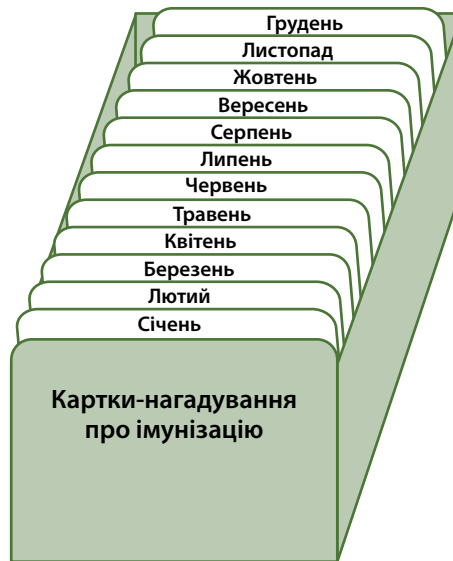 Грудень
Листопад
Жовтень
Вересень
Серпень
Липень
Червень
Травень
Квітень
Березень
Лютий
Січень
Картки-нагадування
про імунізацію